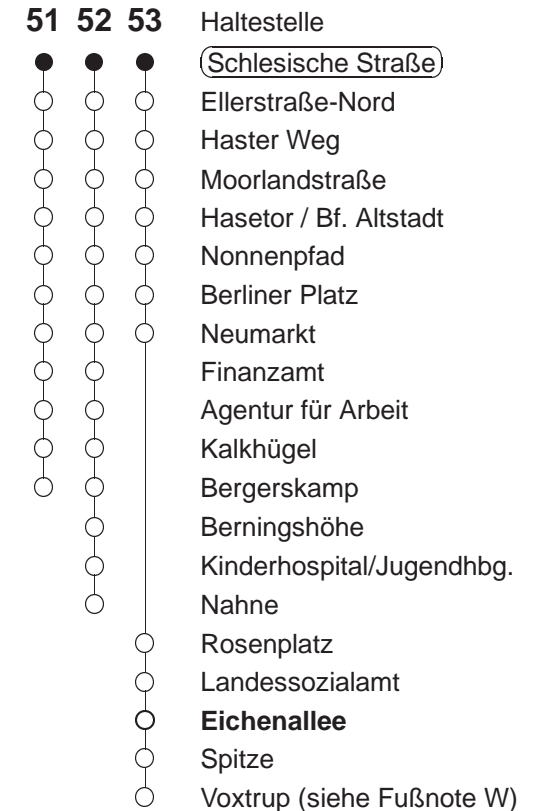 51 52 53 Haltestelle
Schlesische Straße
Ellerstraße-Nord
Haster Weg
Moorlandstraße
Hasetor / Bf. Altstadt
Nonnenpfad
Berliner Platz
Neumarkt
Finanzamt
Agentur für Arbeit
Kalkhügel
Bergerskamp
Berningshöhe
Kinderhospital/Jugendhbg.
Nahne
Rosenplatz
Landessozialamt
Eichenallee
Spitze
Voxtrup (siehe Fußnote W)